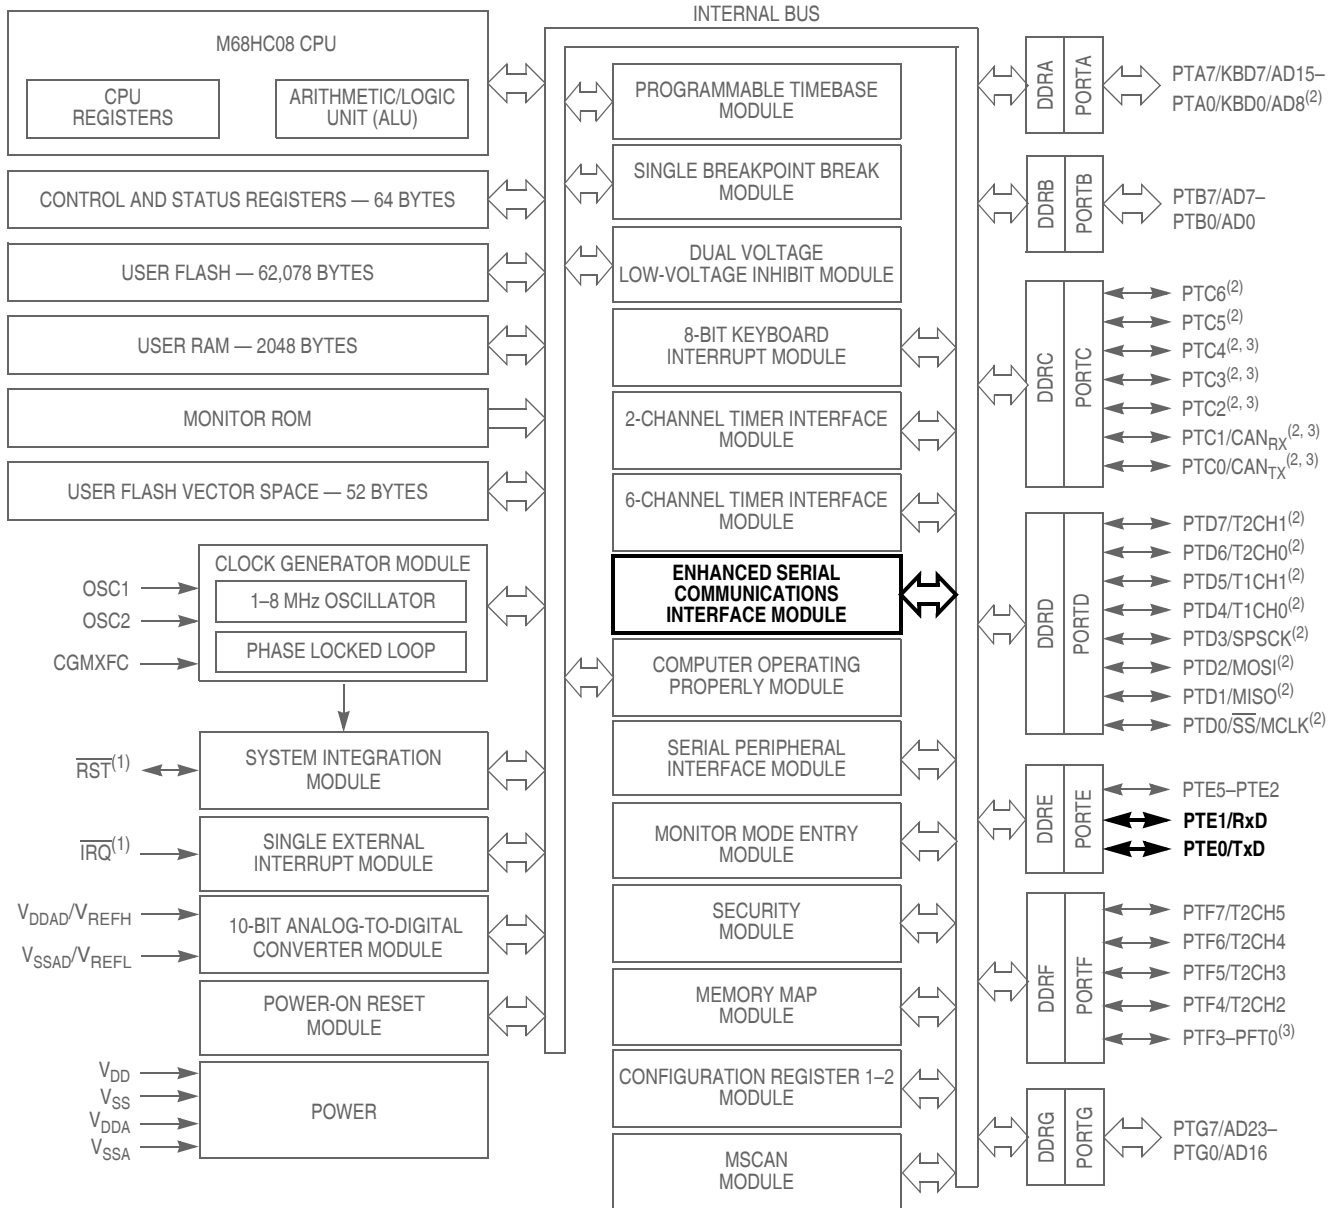 INTERNAL BUS
M68HC08 CPU
CPU
REGISTERS
ARITHMETIC/LOGIC
UNIT (ALU)
CONTROL AND STATUS REGISTERS — 64 BYTES
USER FLASH — 62,078 BYTES
USER RAM — 2048 BYTES
MONITOR ROM
USER FLASH VECTOR SPACE — 52 BYTES
CLOCK GENERATOR MODULE
1–8 MHz OSCILLATOR
PHASE LOCKED LOOP
OSC1
OSC2
CGMXFC
SYSTEM INTEGRATION
MODULE
RST(1)
SINGLE EXTERNAL
INTERRUPT MODULE
IRQ(1)
10-BIT ANALOG-TO-DIGITAL
CONVERTER MODULE
VDDAD/VREFH
VSSAD/VREFL
POWER-ON RESET
MODULE
POWER
VDD
VSS
VDDA
VSSA
PROGRAMMABLE TIMEBASE
MODULE
SINGLE BREAKPOINT BREAK
MODULE
DUAL VOLTAGE
LOW-VOLTAGE INHIBIT MODULE
8-BIT KEYBOARD
INTERRUPT MODULE
2-CHANNEL TIMER INTERFACE
MODULE
6-CHANNEL TIMER INTERFACE
MODULE
ENHANCED SERIAL
COMMUNICATIONS
INTERFACE MODULE
COMPUTER OPERATING
PROPERLY MODULE
SERIAL PERIPHERAL
INTERFACE MODULE
MONITOR MODE ENTRY
MODULE
SECURITY
MODULE
MEMORY MAP
MODULE
CONFIGURATION REGISTER 1–2
MODULE
MSCAN
MODULE
DDRA
PORTA
PTA7/KBD7/AD15–
PTA0/KBD0/AD8(2)
DDRB
PORTB
PTB7/AD7–
PTB0/AD0
DDRC
PORTC
PTC6(2)
PTC5(2)
PTC4(2, 3)
PTC3(2, 3)
PTC2(2, 3)
PTC1/CANRX(2, 3)
PTC0/CANTX(2, 3)
DDRD
PORTD
PTD7/T2CH1(2)
PTD6/T2CH0(2)
PTD5/T1CH1(2)
PTD4/T1CH0(2)
PTD3/SPSCK(2)
PTD2/MOSI(2)
PTD1/MISO(2)
PTD0/SS/MCLK(2)
DDRE
PORTE
PTE5–PTE2
PTE1/RxD
PTE0/TxD
DDRF
PORTF
PTF7/T2CH5
PTF6/T2CH4
PTF5/T2CH3
PTF4/T2CH2
PTF3–PFT0(3)
DDRG
PORTG
PTG7/AD23–
PTG0/AD16